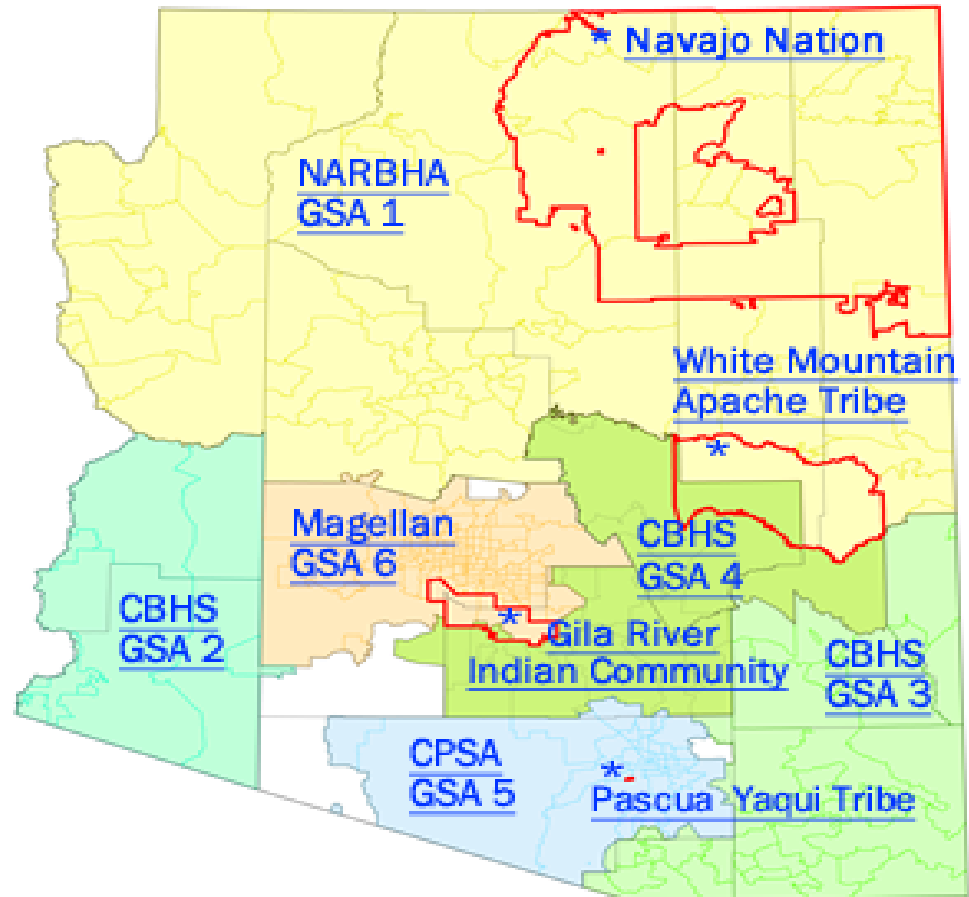 * Navajo Nation
NARBHA
GSA 1
White Mountain
Apache Tribe
*
Magellan
GSA 6
CBHS
GSA 4
CBHS
GSA 2
*
Gila River
Indian Community
CBHS
GSA 3
CPSA
GSA 5
*
Pascua Yaqui Tribe